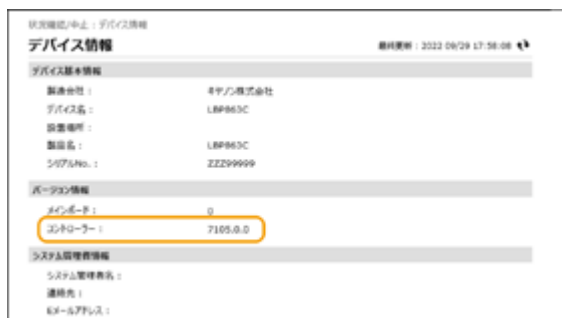 状況確認/中止：デバイス情報
デバイス情報
最終更新：2022 09/29 17:58:08
デバイス基本情報
製造会社： キヤノン株式会社
デバイス名： LBP863C
設置場所：
製品名： LBP863C
シリアルNo.： ZZZ99999
バージョン情報
メインボード： 0
コントローラー： 7105.0.0
システム管理者情報
システム管理者名：
連絡先：
Eメールアドレス：